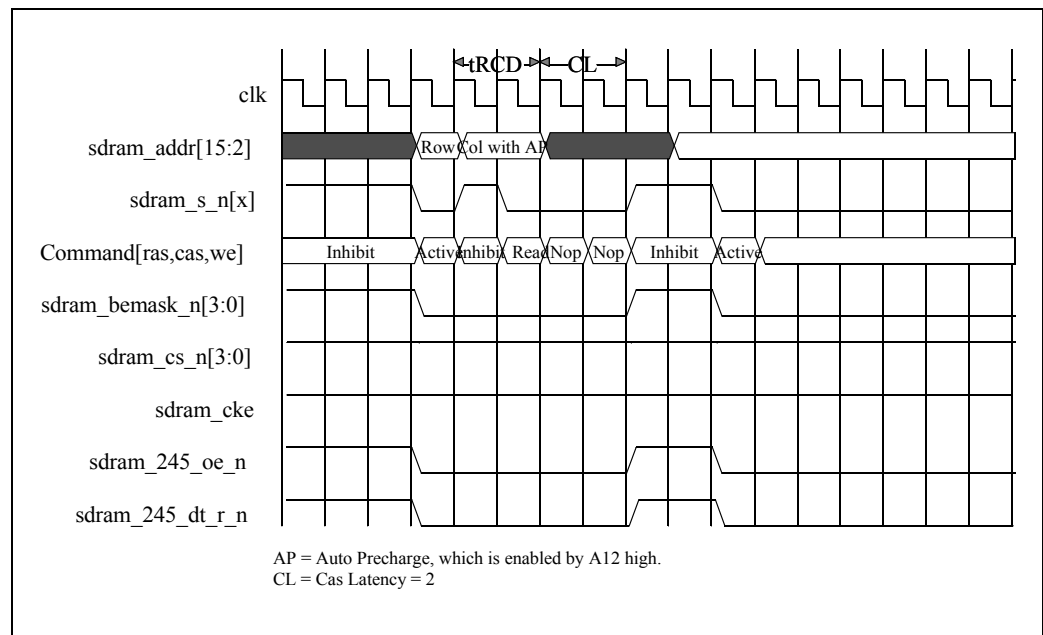 tRCD CL
clk
sdram_addr[15:2] Row Col with AP
sdram_s_n[x]
Command[ras,cas,we] Inhibit Active Inhibit Read Nop Nop Inhibit Active
sdram_bemask_n[3:0]
sdram_cs_n[3:0]
sdram_cke
sdram_245_oe_n
sdram_245_dt_r_n
AP = Auto Precharge, which is enabled by A12 high.
CL = Cas Latency = 2